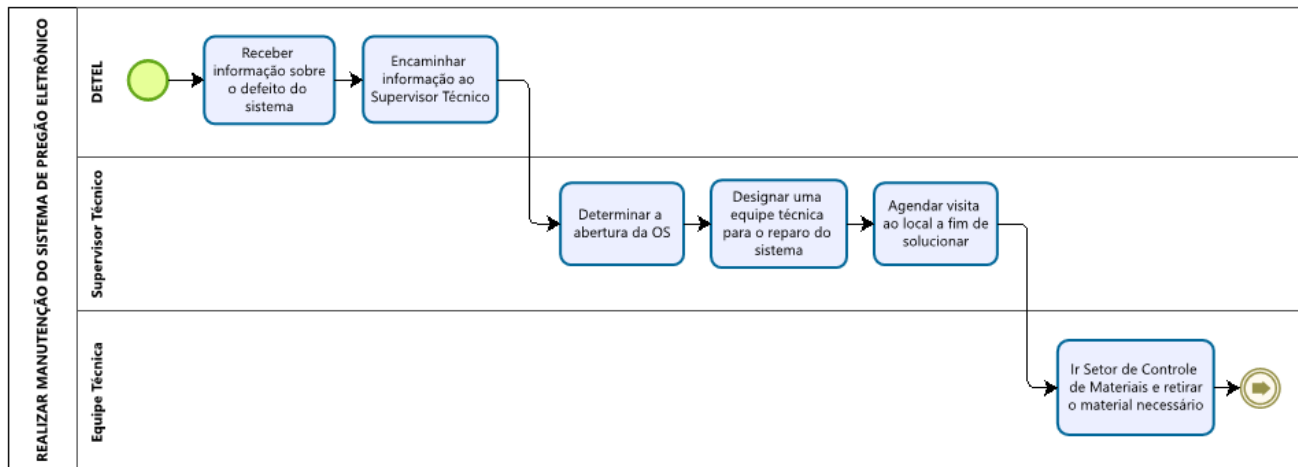 REALIZAR MANUTENÇÃO DO SISTEMA DE PREGÃO ELETRÔNICO
DETEL
Receber
informação sobre
o defeito do
sistema
Encaminhar
informação ao
Supervisor Técnico
Supervisor Técnico
Determinar a
abertura da OS
Designar uma
equipe técnica
para o reparo do
sistema
Agendar visita
ao local a fim de
solucionar
Equipe Técnica
Ir Setor de Controle
de Materiais e retirar
o material necessário